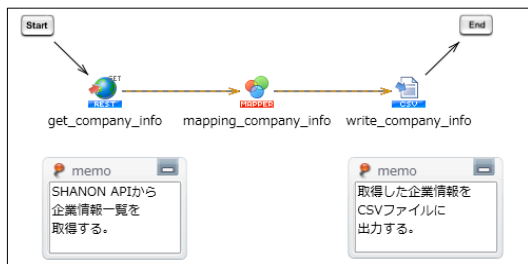 Start
End
GET
REST
MAPPER
CSV
get_company_info
mapping_company_info
write_company_info
memo
SHANON APIから
企業情報一覧を
取得する。
memo
取得した企業情報を
CSVファイルに
出力する。